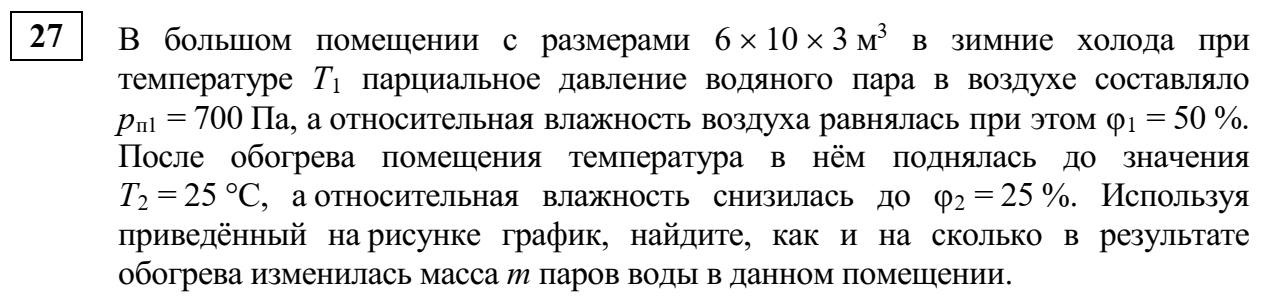 27 В большом помещении с размерами 6 × 10 × 3 м³ в зимние холода при
температуре T₁ парциальное давление водяного пара в воздухе составляло
pп1 = 700 Па, а относительная влажность воздуха равнялась при этом φ₁ = 50 %.
После обогрева помещения температура в нём поднялась до значения
T₂ = 25 °C, а относительная влажность снизилась до φ₂ = 25 %. Используя
приведённый на рисунке график, найдите, как и на сколько в результате
обогрева изменилась масса m паров воды в данном помещении.